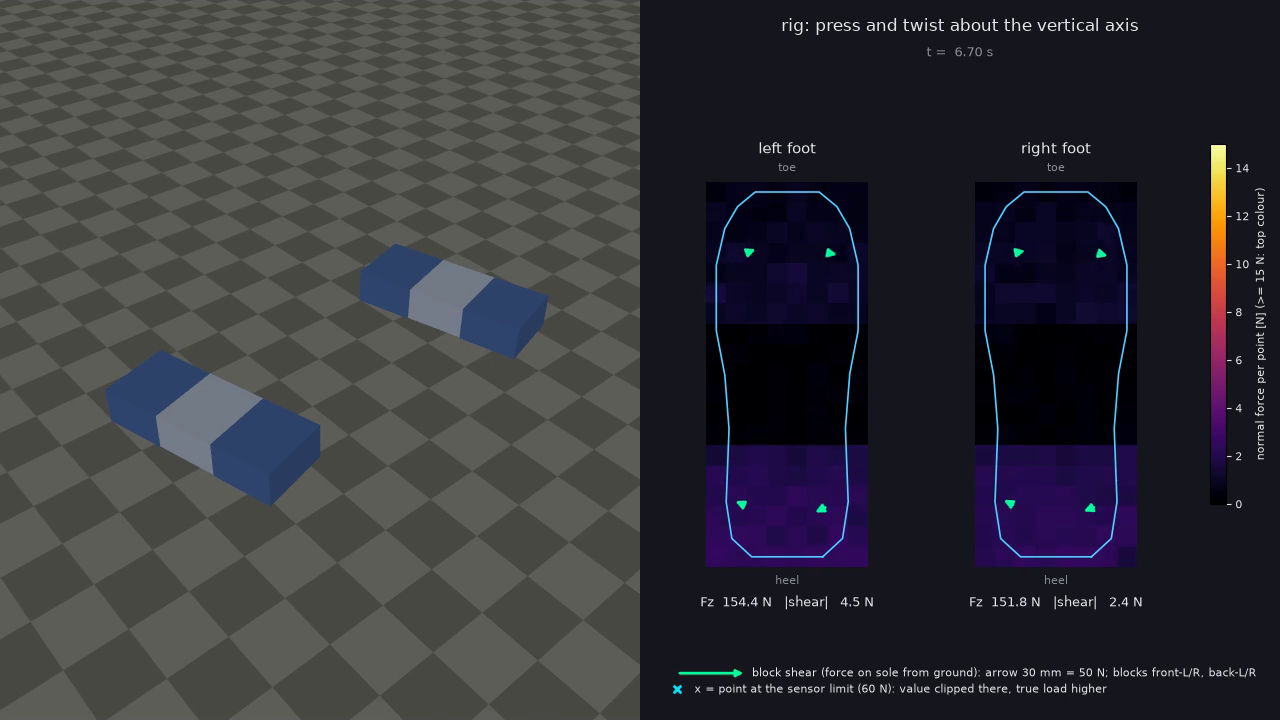 rig: press and twist about the vertical axis
t =  6.70 s
left foot
right foot
toe
toe
14
12
10
8
6
4
2
0
normal force per point [N] (>= 15 N: top colour)
heel
heel
Fz  154.4 N   |shear|   4.5 N
Fz  151.8 N   |shear|   2.4 N
block shear (force on sole from ground): arrow 30 mm = 50 N; blocks front-L/R, back-L/R
x = point at the sensor limit (60 N): value clipped there, true load higher